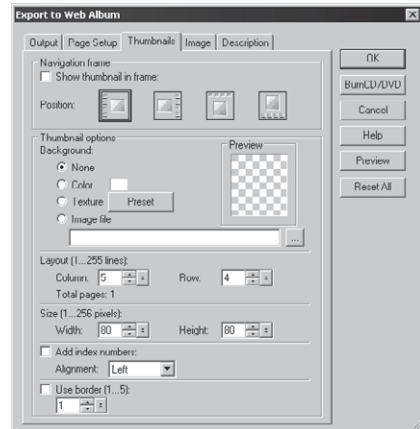 Export to Web Album
Output Page Setup Thumbnails Image Description
Navigation frame
Show thumbnail in frame:
Position:
Thumbnail options
Background:
Preview
None
Color
Texture Preset
Image file
...
Layout (1...255 lines):
Column: 5 Row: 4
Total pages: 1
Size (1...256 pixels):
Width: 80 Height: 80
Add index numbers:
Alignment: Left
Use border (1...5):
1
OK
BurnCD/DVD
Cancel
Help
Preview
Reset All